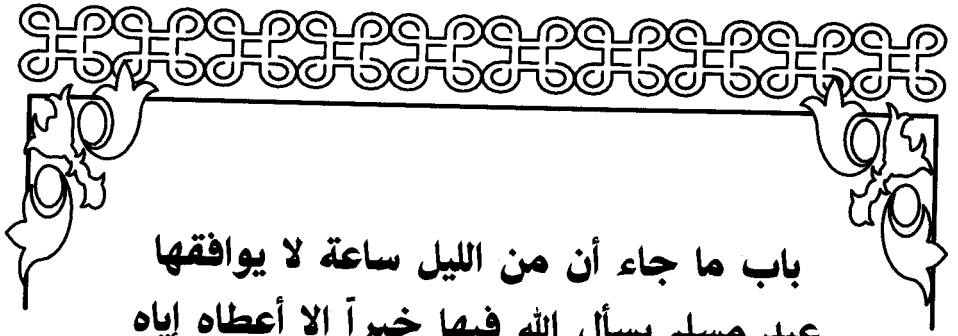 باب ما جاء أن من الليل ساعة لا يوافقها
عبد مسلم يسأل الله فيها خيراً إلا أعطاه إياه